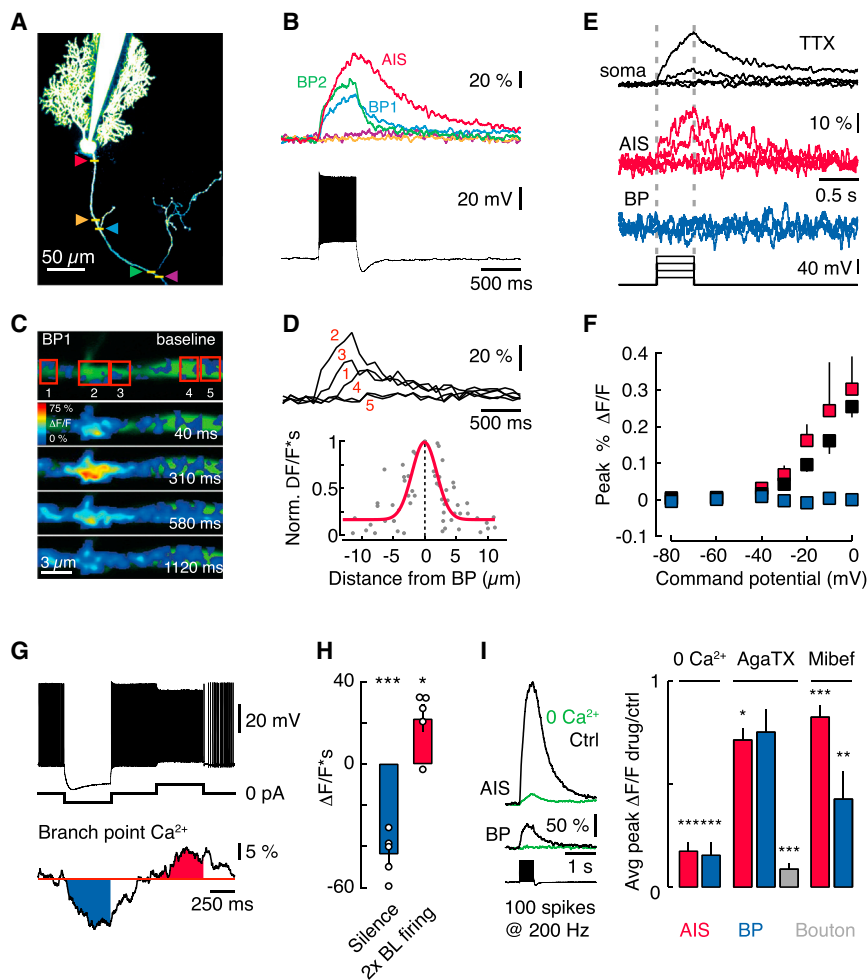 A
50 µm
B
AIS
BP2
BP1
20 %
20 mV
500 ms
C
BP1
baseline
1
2
3
4
5
75 %
ΔF/F
0 %
40 ms
310 ms
580 ms
3 µm
1120 ms
D
2
3
1
4
5
20 %
500 ms
Norm. DF/F*s
1
0.5
0
-10
-5
0
5
10
Distance from BP (µm)
E
TTX
soma
AIS
10 %
0.5 s
BP
40 mV
F
Peak % ΔF/F
0.4
0.3
0.2
0.1
0
-0.1
-80
-60
-40
-20
0
Command potential (mV)
G
20 mV
0 pA
Branch point Ca²⁺
5 %
250 ms
H
ΔF/F*s
40
0
-60
***
*
Silence
2x BL firing
I
0 Ca²⁺
Ctrl
AIS
BP
50 %
1 s
100 spikes
@ 200 Hz
0 Ca²⁺
AgaTX
Mibef
Avg peak ΔF/F drug/ctrl
1
0
***
***
*
***
***
**
AIS
BP
Bouton